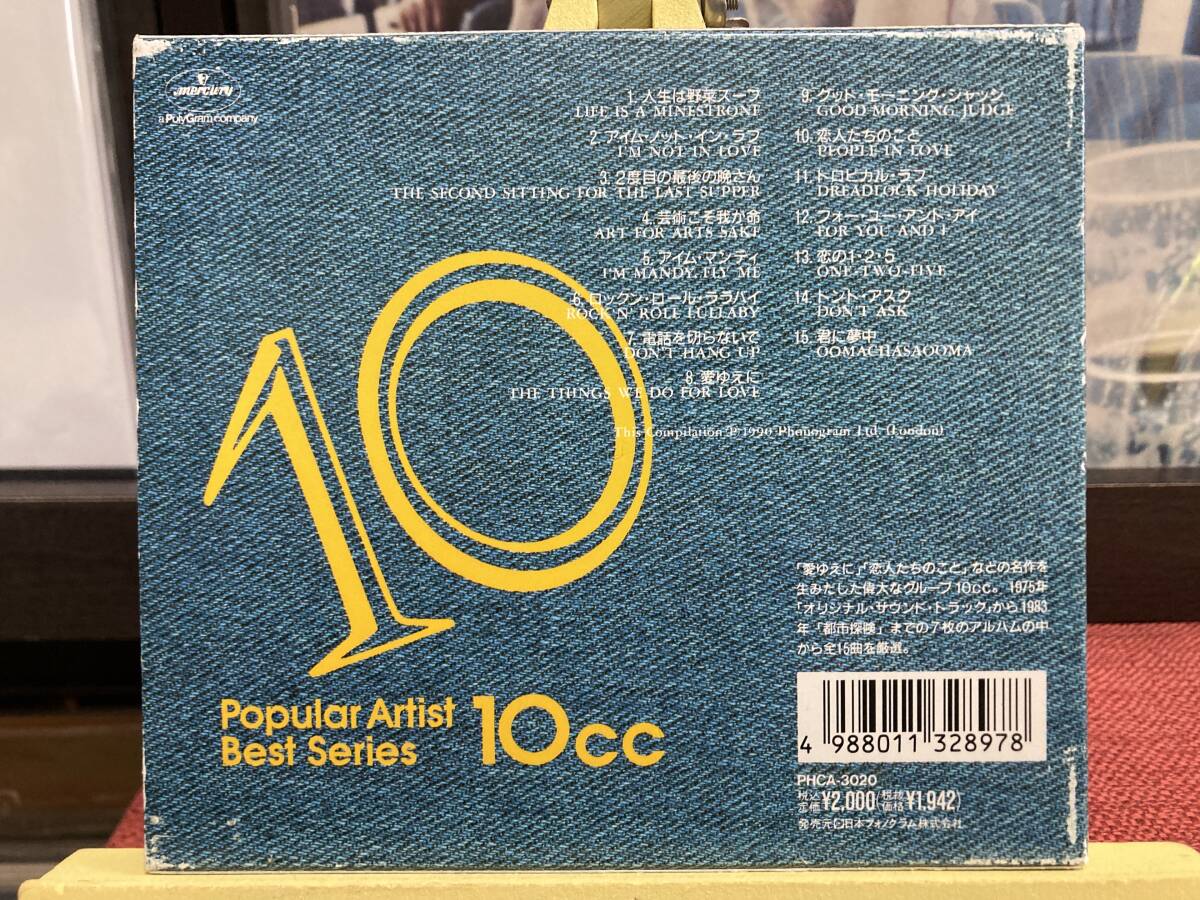 mercury
a PolyGram company
1. 人生は野菜スープ
LIFE IS A MINESTRONE
2. アイム・ノット・イン・ラブ
I'M NOT IN LOVE
3. 2度目の最後の晩さん
THE SECOND SITTING FOR THE LAST SUPPER
4. 芸術こそ我が命
ART FOR ARTS SAKE
5. アイム・マンディ
I'M MANDY, FLY ME
6. ロックン・ロール・ララバイ
ROCK N' ROLL LULLABY
7. 電話を切らないで
DON'T HANG UP
8. 愛ゆえに
THE THINGS WE DO FOR LOVE
9. グッド・モーニング・ジャッジ
GOOD MORNING JUDGE
10. 恋人たちのこと
PEOPLE IN LOVE
11. トロピカル・ラブ
DREADLOCK HOLIDAY
12. フォー・ユー・アンド・アイ
FOR YOU AND I
13. 恋の1・2・5
ONE-TWO-FIVE
14. ドント・アスク
DON'T ASK
15. 君に夢中
OOMACHASAOOMA
This Compilation ℗ 1990 Phonogram Ltd. (London)
10
Popular Artist
Best Series
10cc
「愛ゆえに」「恋人たちのこと」などの名作を
生みだした偉大なグループ10cc。1975年
「オリジナル・サウンド・トラック」から1983
年「都市探険」までの7枚のアルバムの中
から全15曲を厳選。
4 988011 328978
PHCA-3020
税込定価¥2,000(税抜価格¥1,942)
発売元 日本フォノグラム株式会社